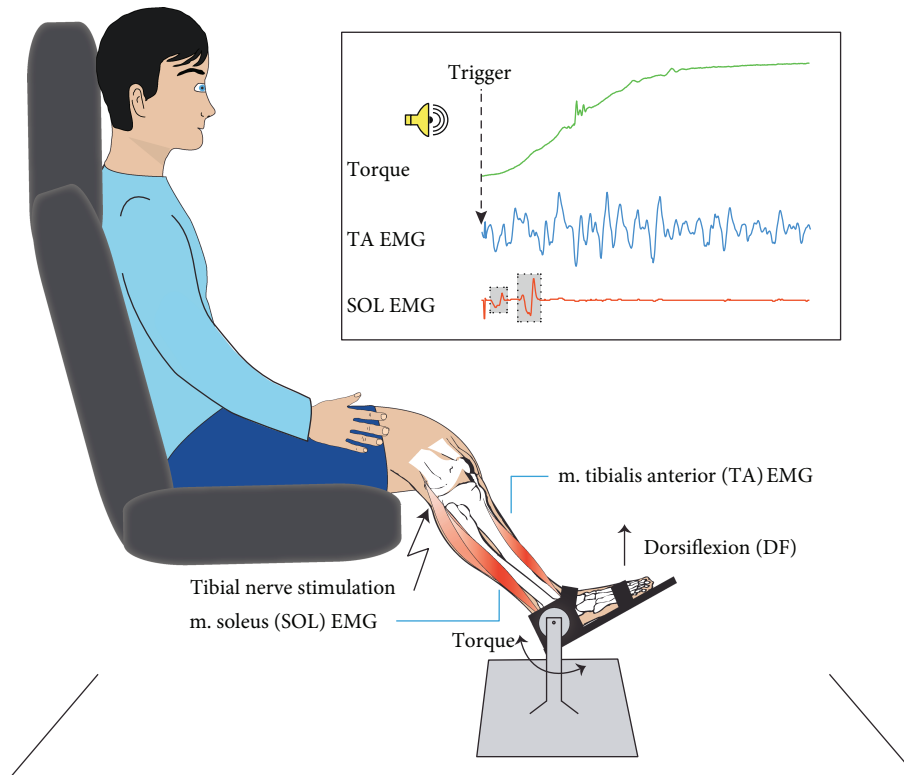 Trigger
Torque
TA EMG
SOL EMG
m. tibialis anterior (TA) EMG
Dorsiflexion (DF)
Tibial nerve stimulation
m. soleus (SOL) EMG
Torque